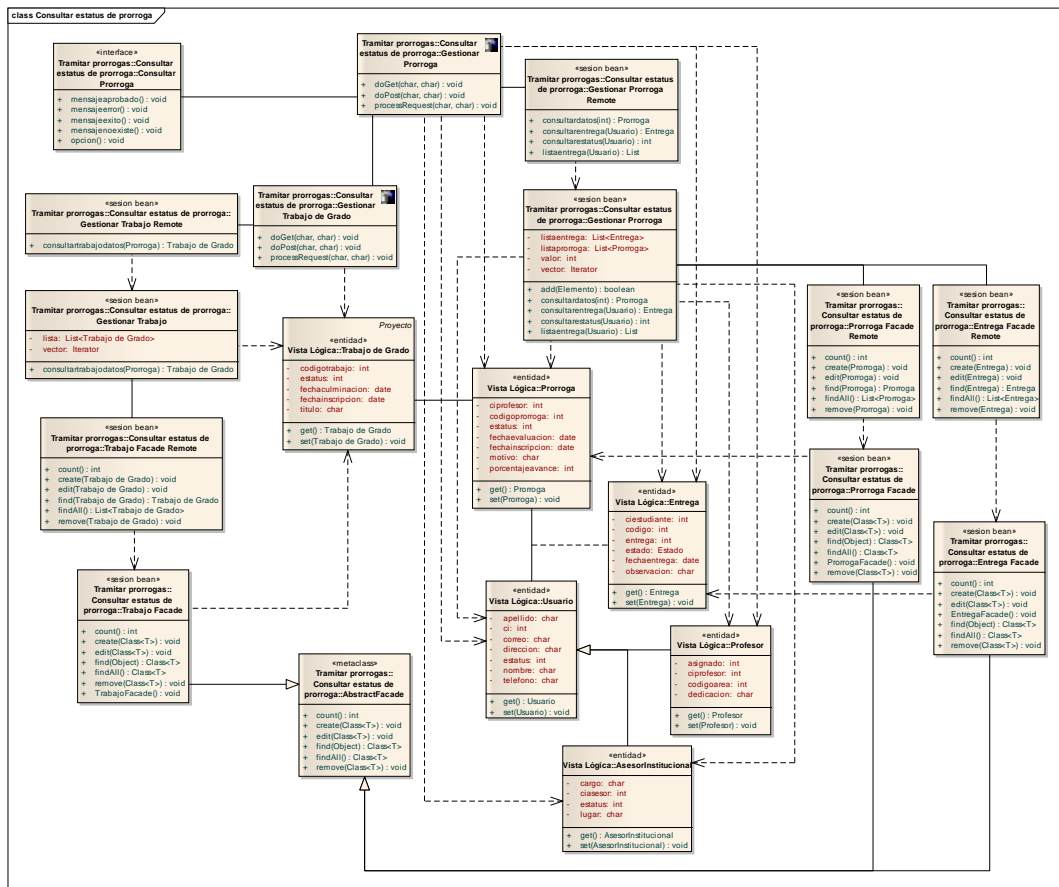 class Consultar estatus de prorroga
«interface»
Tramitar prorrogas::Consultar
estatus de prorroga::Consultar
Prorroga
+ mensajeaprobado() : void
+ mensajeerror() : void
+ mensajeexito() : void
+ mensajenoexiste() : void
+ opcion() : void
Tramitar prorrogas::Consultar
estatus de prorroga::Gestionar
Prorroga
+ doGet(char, char) : void
+ doPost(char, char) : void
+ processRequest(char, char) : void
«sesion bean»
Tramitar prorrogas::Consultar estatus
de prorroga::Gestionar Prorroga
Remote
+ consultardatos(int) : Prorroga
+ consultarentrega(Usuario) : Entrega
+ consultarestatus(Usuario) : int
+ listaentrega(Usuario) : List
«sesion bean»
Tramitar prorrogas::Consultar estatus de prorroga::
Gestionar Trabajo Remote
+ consultartrabajodatos(Prorroga) : Trabajo de Grado
Tramitar prorrogas::Consultar
estatus de prorroga::Gestionar
Trabajo de Grado
+ doGet(char, char) : void
+ doPost(char, char) : void
+ processRequest(char, char) : void
«sesion bean»
Tramitar prorrogas::Consultar estatus
de prorroga::Gestionar Prorroga
- listaentrega: List<Entrega>
- listaprorroga: List<Prorroga>
- valor: int
- vector: Iterator
+ add(Elemento) : boolean
+ consultardatos(int) : Prorroga
+ consultarentrega(Usuario) : Entrega
+ consultarestatus(Usuario) : int
+ listaentrega(Usuario) : List
«sesion bean»
Tramitar prorrogas::Consultar estatus de prorroga::
Gestionar Trabajo
- lista: List<Trabajo de Grado>
- vector: Iterator
+ consultartrabajodatos(Prorroga) : Trabajo de Grado
Proyecto
«entidad»
Vista Lógica::Trabajo de Grado
- codigotrabajo: int
- estatus: int
- fechaculminacion: date
- fechainscripcion: date
- titulo: char
+ get() : Trabajo de Grado
+ set(Trabajo de Grado) : void
«sesion bean»
Tramitar prorrogas::
Consultar estatus de
prorroga::Prorroga Facade
Remote
+ count() : int
+ create(Prorroga) : void
+ edit(Prorroga) : void
+ find(Prorroga) : Prorroga
+ findAll() : List<Prorroga>
+ remove(Prorroga) : void
«sesion bean»
Tramitar prorrogas::
Consultar estatus de
prorroga::Entrega Facade
Remote
+ count() : int
+ create(Entrega) : void
+ edit(Entrega) : void
+ find(Entrega) : Entrega
+ findAll() : List<Entrega>
+ remove(Entrega) : void
«entidad»
Vista Lógica::Prorroga
- ciprofesor: int
- codigoprorroga: int
- estatus: int
- fechaevaluacion: date
- fechainscripcion: date
- motivo: char
- porcentajeavance: int
+ get() : Prorroga
+ set(Prorroga) : void
«sesion bean»
Tramitar prorrogas::Consultar estatus de
prorroga::Trabajo Facade Remote
+ count() : int
+ create(Trabajo de Grado) : void
+ edit(Trabajo de Grado) : void
+ find(Trabajo de Grado) : Trabajo de Grado
+ findAll() : List<Trabajo de Grado>
+ remove(Trabajo de Grado) : void
«sesion bean»
Tramitar prorrogas::
Consultar estatus de
prorroga::Prorroga Facade
+ count() : int
+ create(Class<T>) : void
+ edit(Class<T>) : void
+ find(Object) : Class<T>
+ findAll() : Class<T>
+ ProrrogaFacade() : void
+ remove(Class<T>) : void
«entidad»
Vista Lógica::Entrega
- ciestudiante: int
- codigo: int
- entrega: int
- estado: Estado
- fechaentrega: date
- observacion: char
+ get() : Entrega
+ set(Entrega) : void
«sesion bean»
Tramitar prorrogas::
Consultar estatus de
prorroga::Entrega Facade
+ count() : int
+ create(Class<T>) : void
+ edit(Class<T>) : void
+ EntregaFacade() : void
+ find(Object) : Class<T>
+ findAll() : Class<T>
+ remove(Class<T>) : void
«sesion bean»
Tramitar prorrogas::
Consultar estatus de
prorroga::Trabajo Facade
+ count() : int
+ create(Class<T>) : void
+ edit(Class<T>) : void
+ find(Object) : Class<T>
+ findAll() : Class<T>
+ remove(Class<T>) : void
+ TrabajoFacade() : void
«entidad»
Vista Lógica::Usuario
- apellido: char
- ci: int
- correo: char
- direccion: char
- estatus: int
- nombre: char
- telefono: char
+ get() : Usuario
+ set(Usuario) : void
«entidad»
Vista Lógica::Profesor
- asignado: int
- ciprofesor: int
- codigoarea: int
- dedicacion: char
+ get() : Profesor
+ set(Profesor) : void
«metaclass»
Tramitar prorrogas::
Consultar estatus de
prorroga::AbstractFacade
+ count() : int
+ create(Class<T>) : void
+ edit(Class<T>) : void
+ find(Object) : Class<T>
+ findAll() : Class<T>
+ remove(Class<T>) : void
«entidad»
Vista Lógica::AsesorInstitucional
- cargo: char
- ciasesor: int
- estatus: int
- lugar: char
+ get() : AsesorInstitucional
+ set(AsesorInstitucional) : void